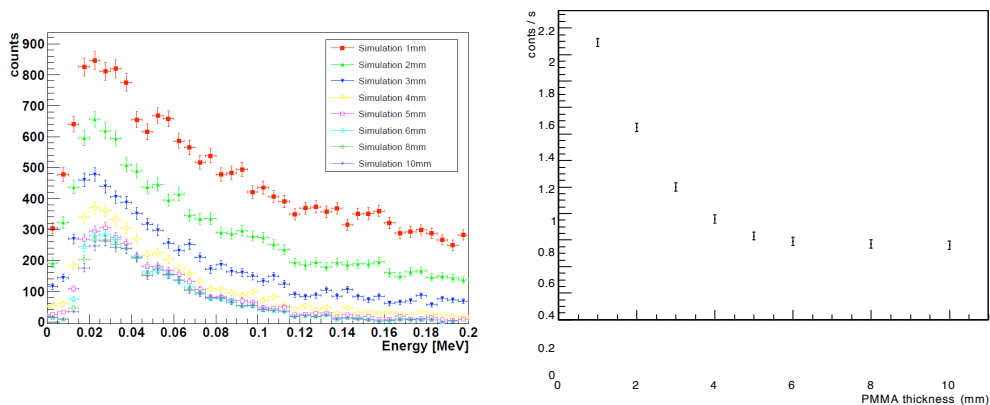 counts
900
800
700
600
500
400
300
200
100
0
0 0.02 0.04 0.06 0.08 0.1 0.12 0.14 0.16 0.18 0.2
Energy [MeV]
Simulation 1mm
Simulation 2mm
Simulation 3mm
Simulation 4mm
Simulation 5mm
Simulation 6mm
Simulation 8mm
Simulation 10mm
conts / s
2.2
2
1.8
1.6
1.4
1.2
1
0.8
0.6
0.4
0.2
0
0 2 4 6 8 10
PMMA thickness (mm)